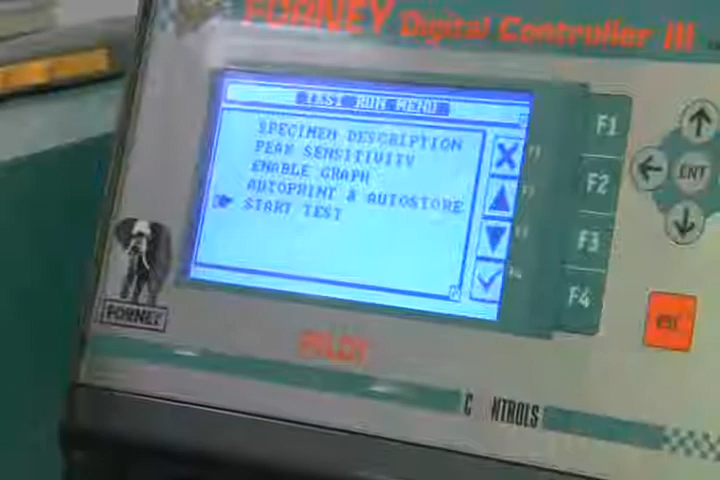 FORNEY Digital Controller III
TEST RUN MENU
SPECIMEN DESCRIPTION
PEAK SENSITIVITY
ENABLE GRAPH
AUTOPRINT & AUTOSTORE
START TEST
F1
F2
F3
F4
ENT
FORNEY
PILOT
C NTROLS